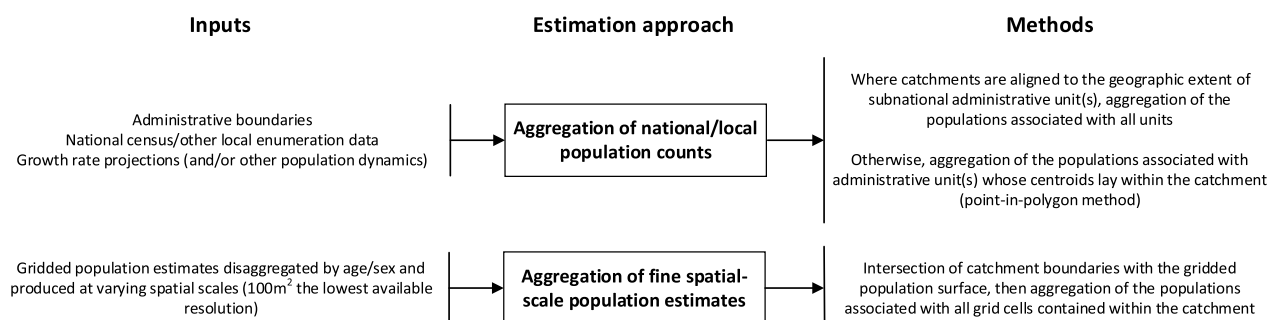 Inputs
Estimation approach
Methods
Administrative boundaries
National census/other local enumeration data
Growth rate projections (and/or other population dynamics)
Aggregation of national/local
population counts
Where catchments are aligned to the geographic extent of
subnational administrative unit(s), aggregation of the
populations associated with all units
Otherwise, aggregation of the populations associated with
administrative unit(s) whose centroids lay within the catchment
(point-in-polygon method)
Gridded population estimates disaggregated by age/sex and
produced at varying spatial scales (100m² the lowest available
resolution)
Aggregation of fine spatial-
scale population estimates
Intersection of catchment boundaries with the gridded
population surface, then aggregation of the populations
associated with all grid cells contained within the catchment